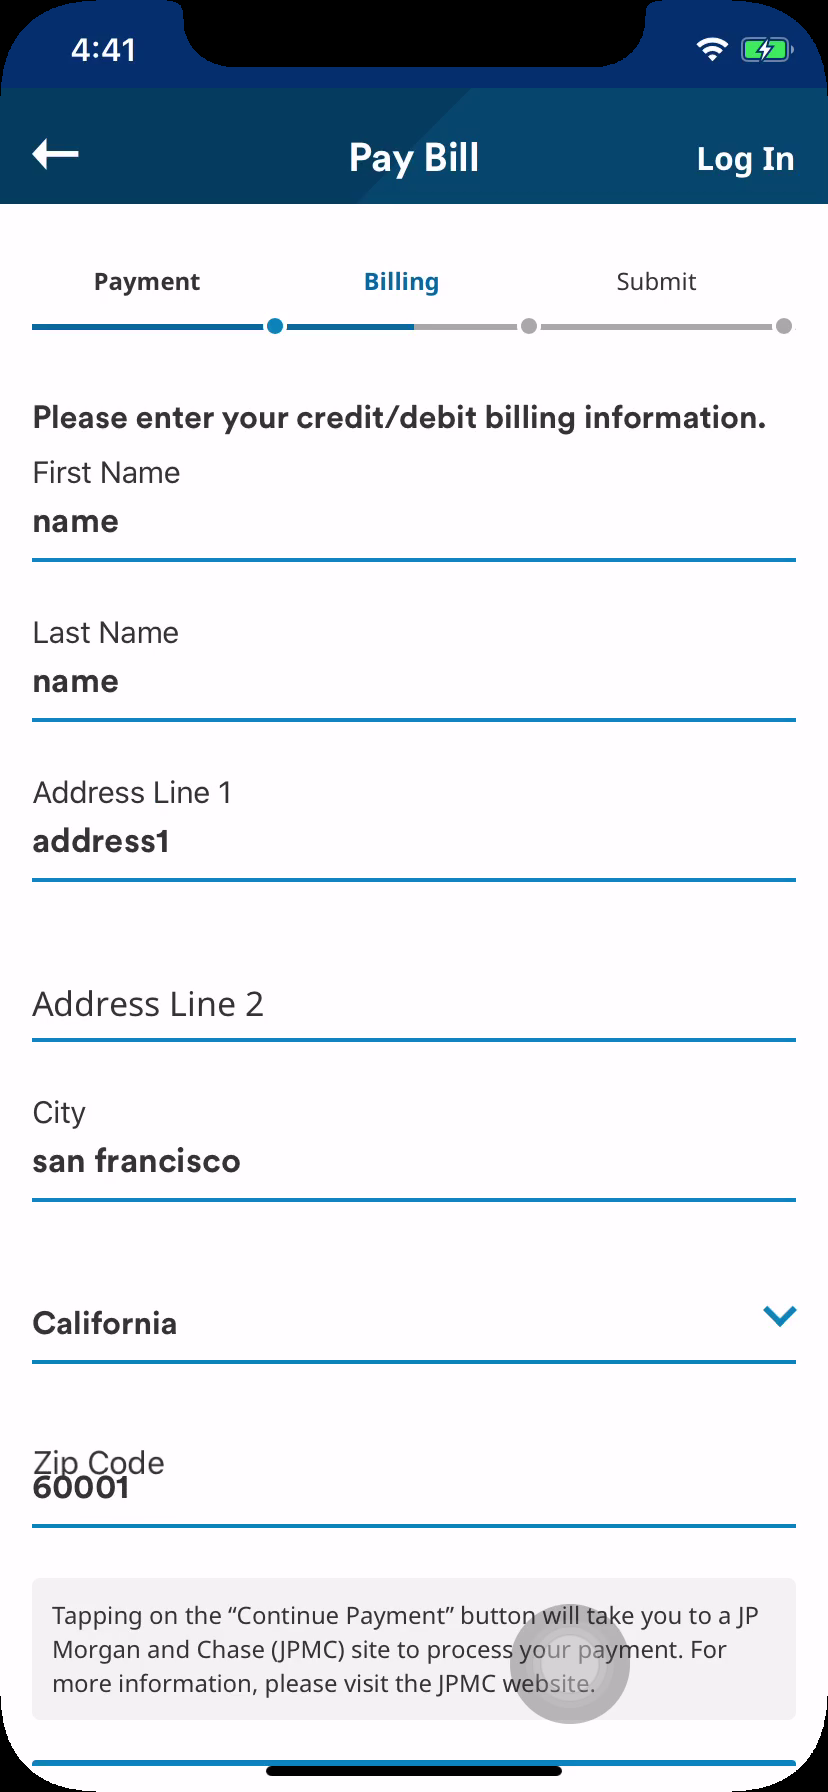 4:41
Pay Bill
Log In
Payment
Billing
Submit
Please enter your credit/debit billing information.
First Name
name
Last Name
name
Address Line 1
address1
Address Line 2
City
san francisco
California
Zip Code
60001
Tapping on the “Continue Payment” button will take you to a JP
Morgan and Chase (JPMC) site to process your payment. For
more information, please visit the JPMC website.